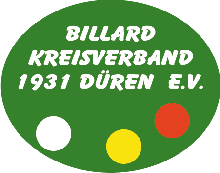 BILLARD
KREISVERBAND
1931 DÜREN E.V.